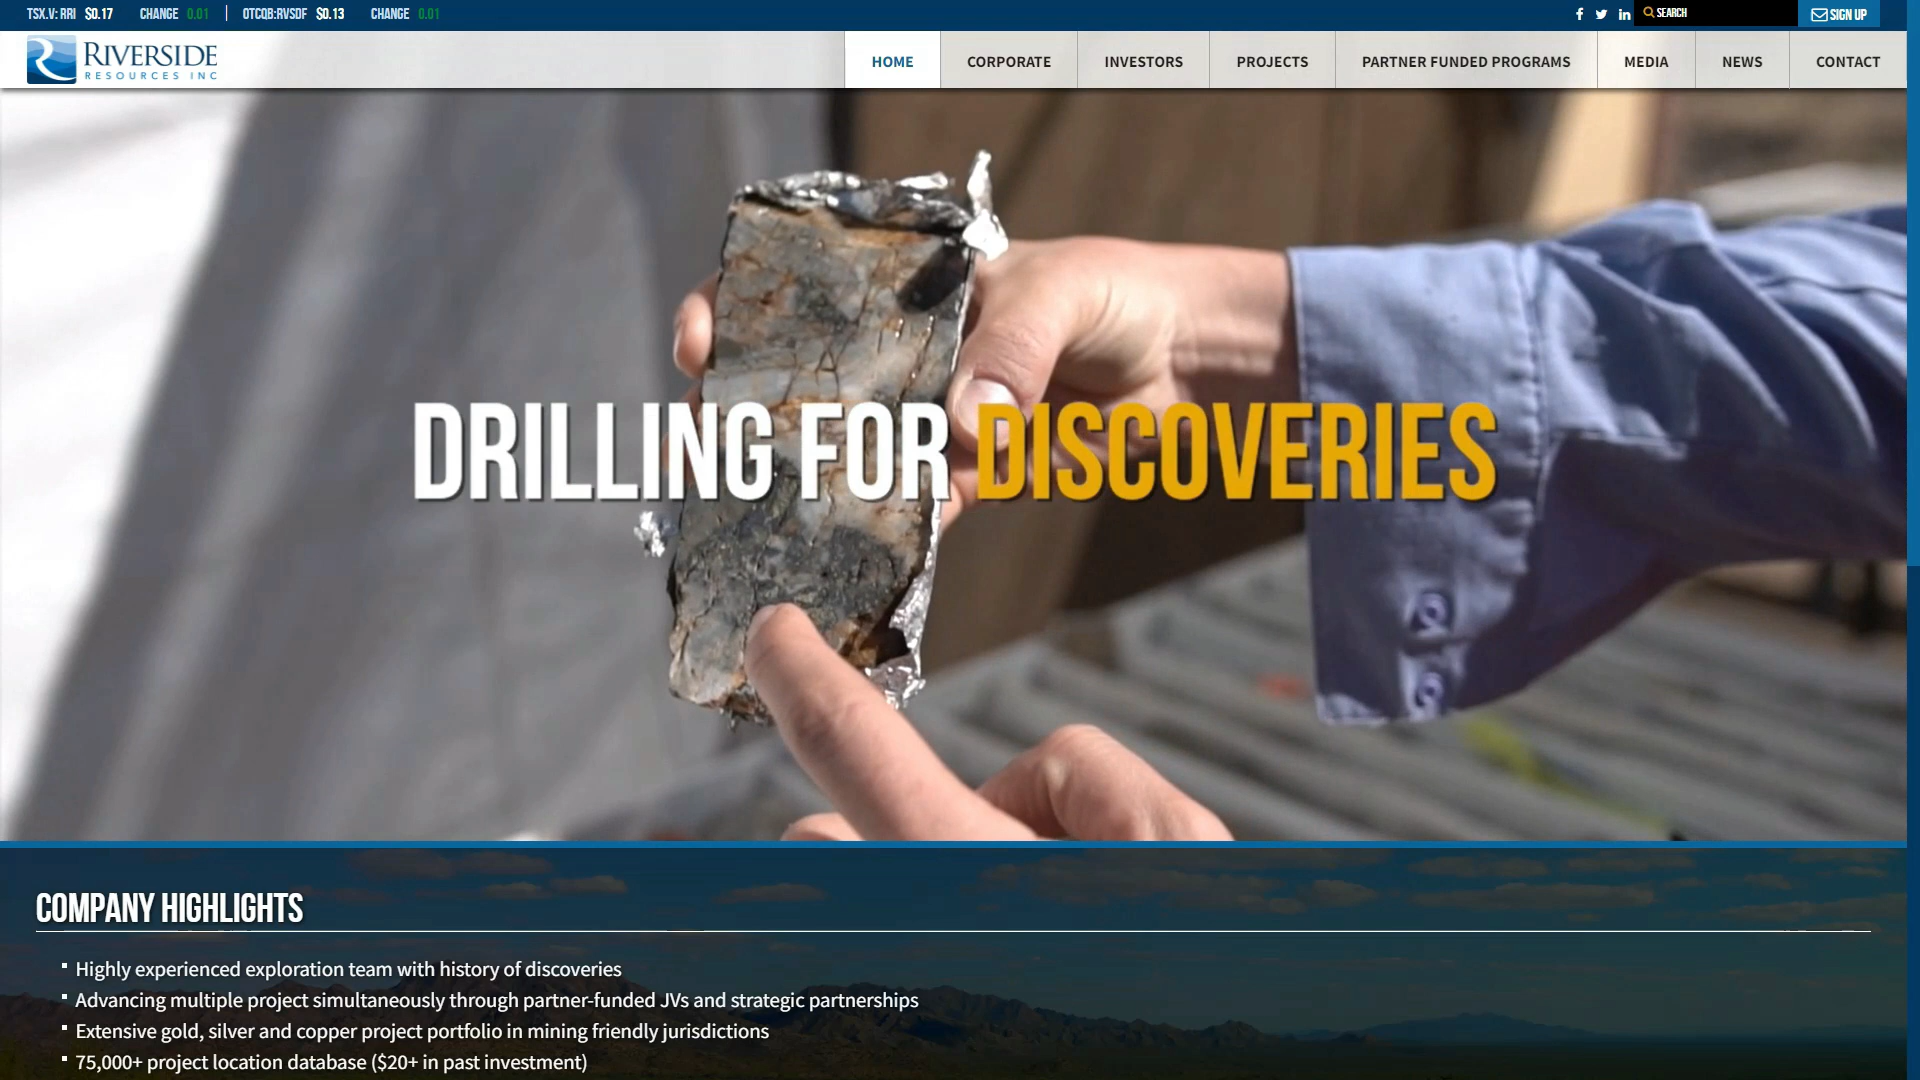 TSX.V: RRI $0.17 CHANGE 0.01 | OTCQB:RVSDF $0.13 CHANGE 0.01 SEARCH SIGN UP
RIVERSIDE
RESOURCES INC
HOME CORPORATE INVESTORS PROJECTS PARTNER FUNDED PROGRAMS MEDIA NEWS CONTACT
DRILLING FOR DISCOVERIES
COMPANY HIGHLIGHTS
Highly experienced exploration team with history of discoveries
Advancing multiple project simultaneously through partner-funded JVs and strategic partnerships
Extensive gold, silver and copper project portfolio in mining friendly jurisdictions
75,000+ project location database ($20+ in past investment)